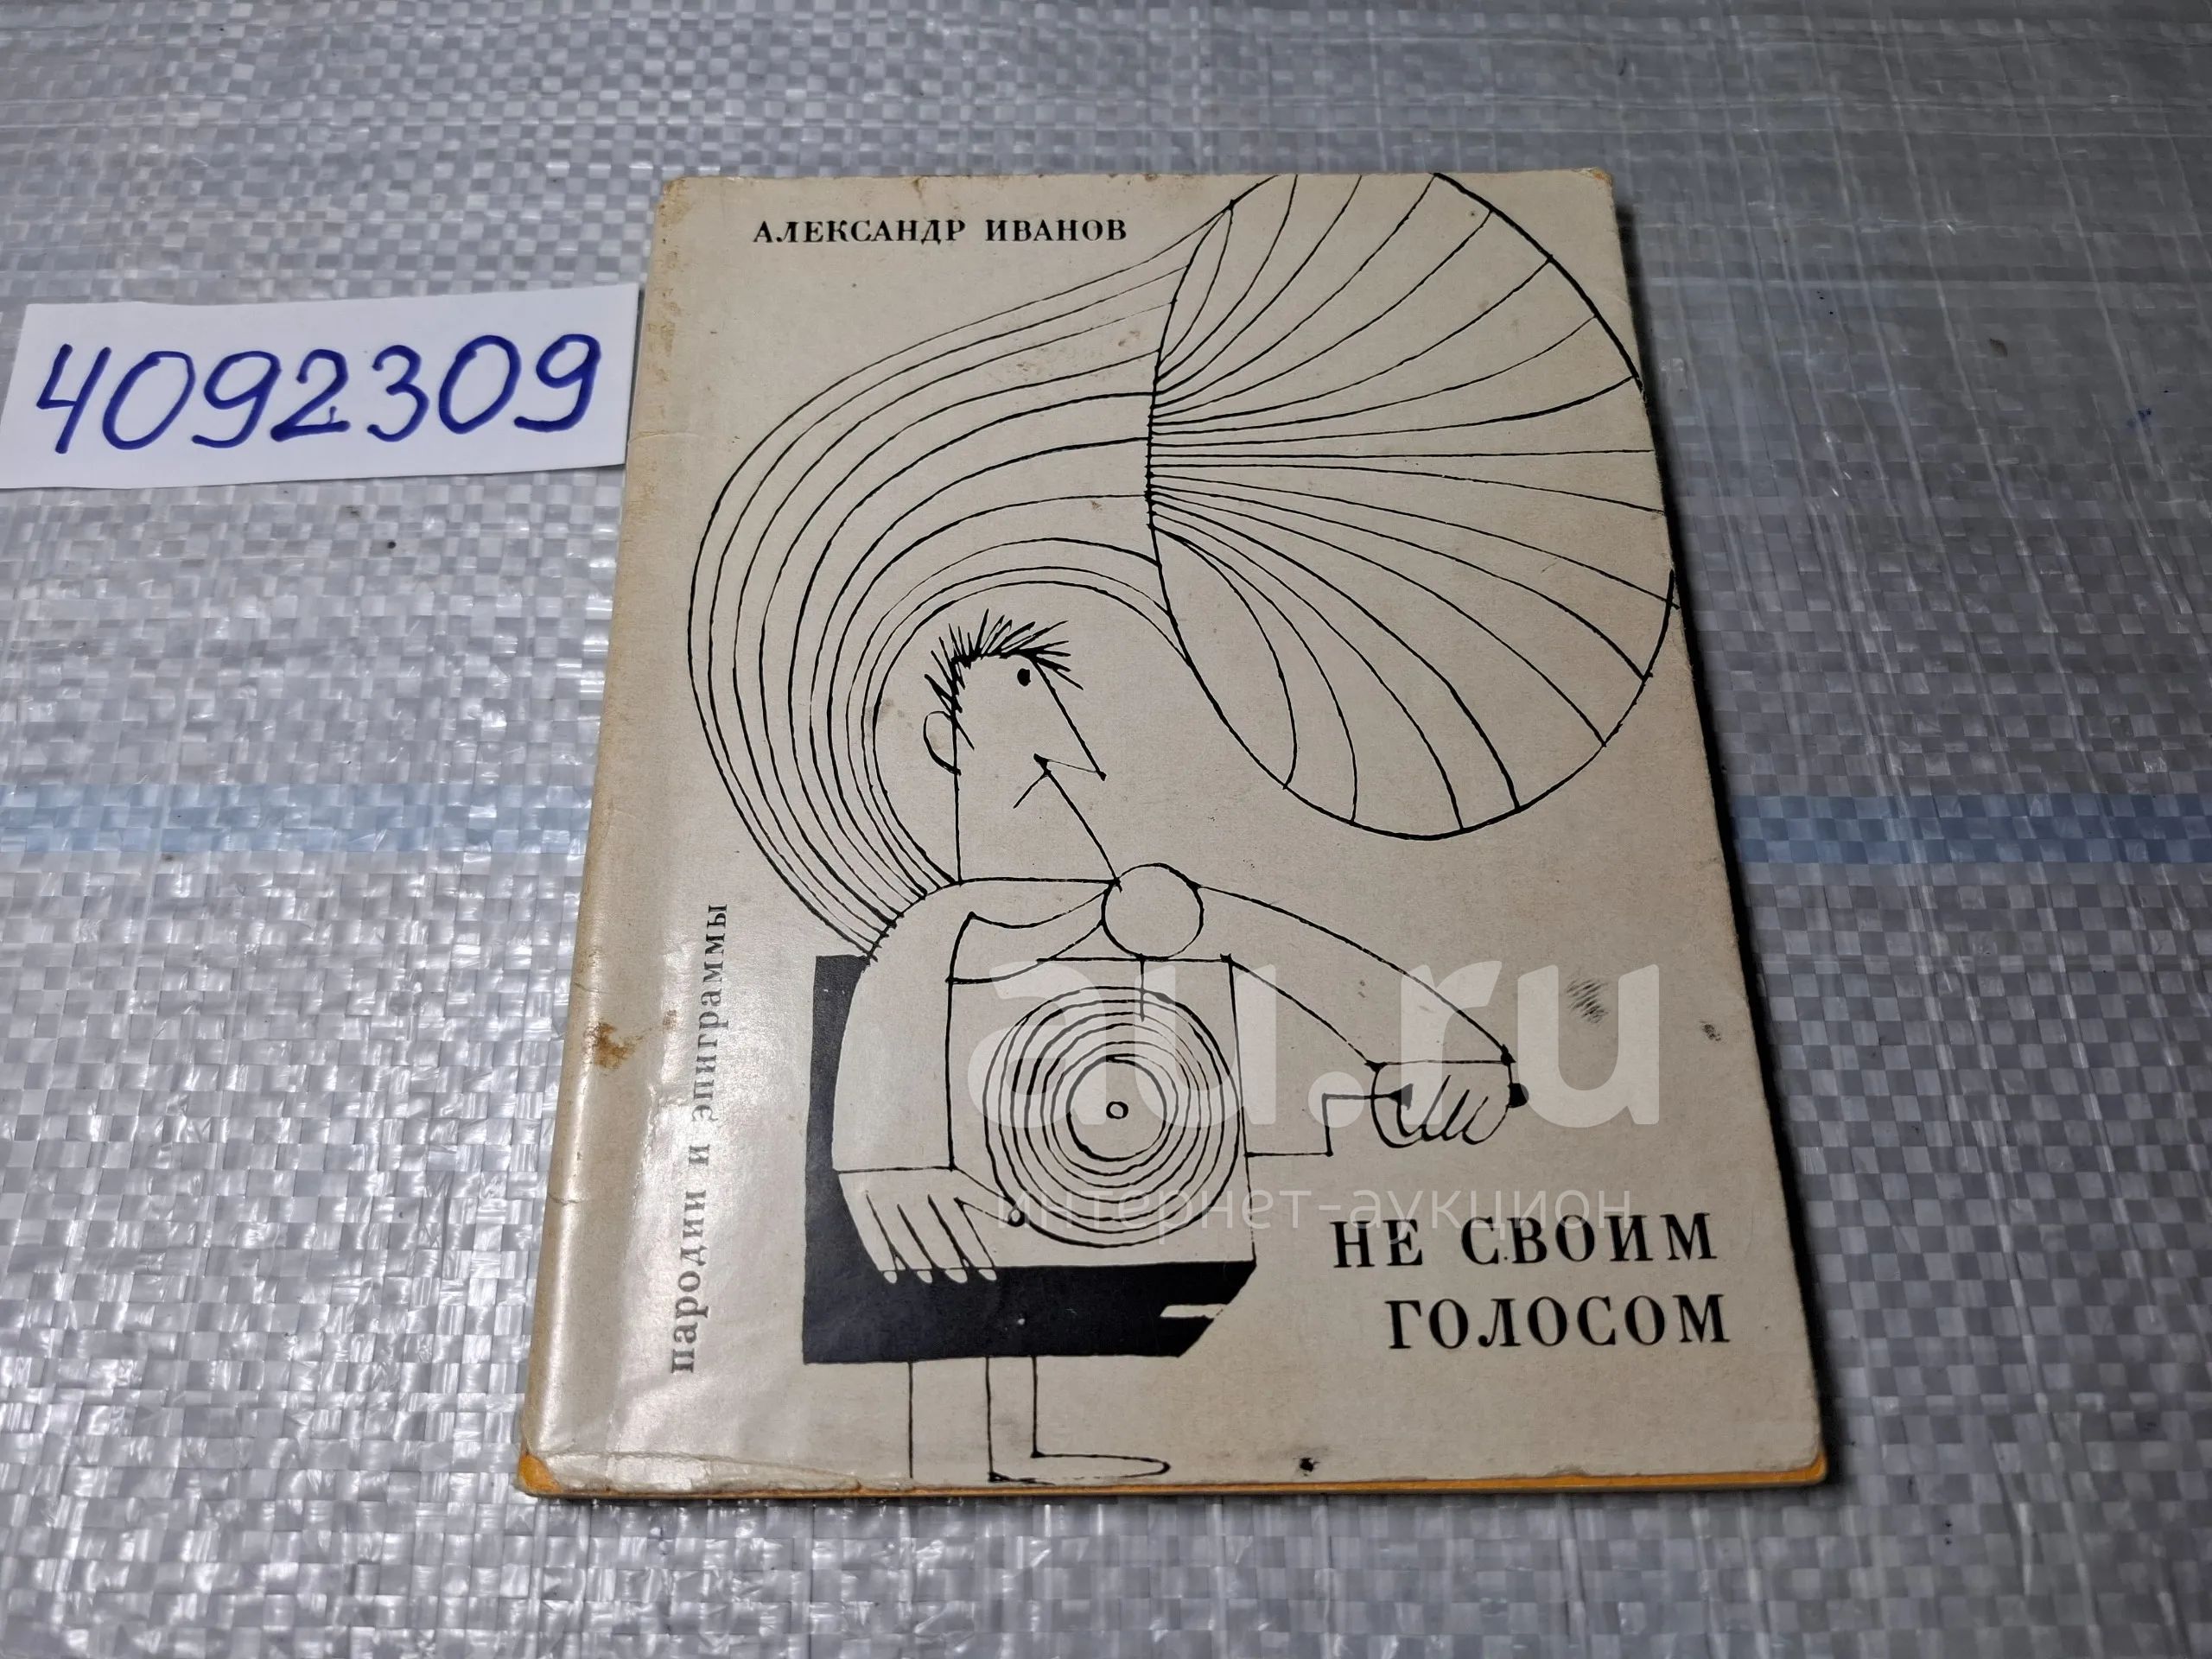 4092309
АЛЕКСАНДР ИВАНОВ
пародии и эпиграммы
НЕ СВОИМ
ГОЛОСОМ
au.ru
интернет-аукцион